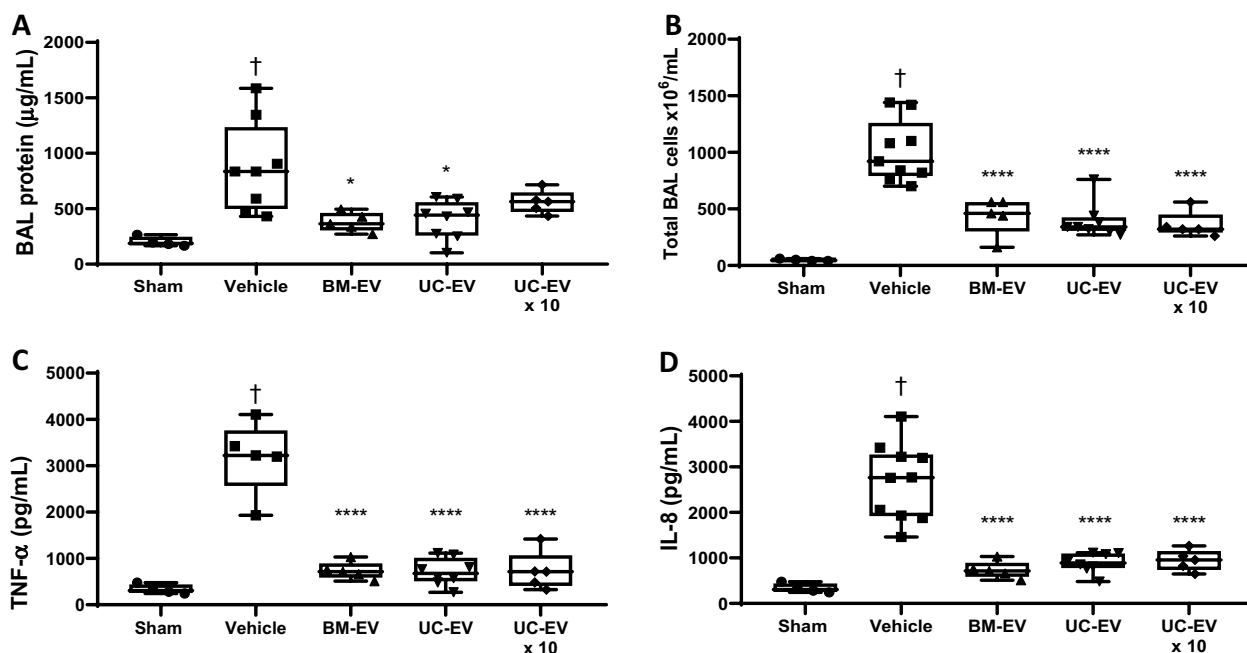 A
BAL protein (μg/mL)
2000
1500
1000
500
0
†
*
*
Sham
Vehicle
BM-EV
UC-EV
UC-EV
x 10
B
Total BAL cells x10⁶/mL
2000
1500
1000
500
0
†
****
****
****
Sham
Vehicle
BM-EV
UC-EV
UC-EV
x 10
C
TNF-α (pg/mL)
5000
4000
3000
2000
1000
0
†
****
****
****
Sham
Vehicle
BM-EV
UC-EV
UC-EV
x 10
D
IL-8 (pg/mL)
5000
4000
3000
2000
1000
0
†
****
****
****
Sham
Vehicle
BM-EV
UC-EV
UC-EV
x 10